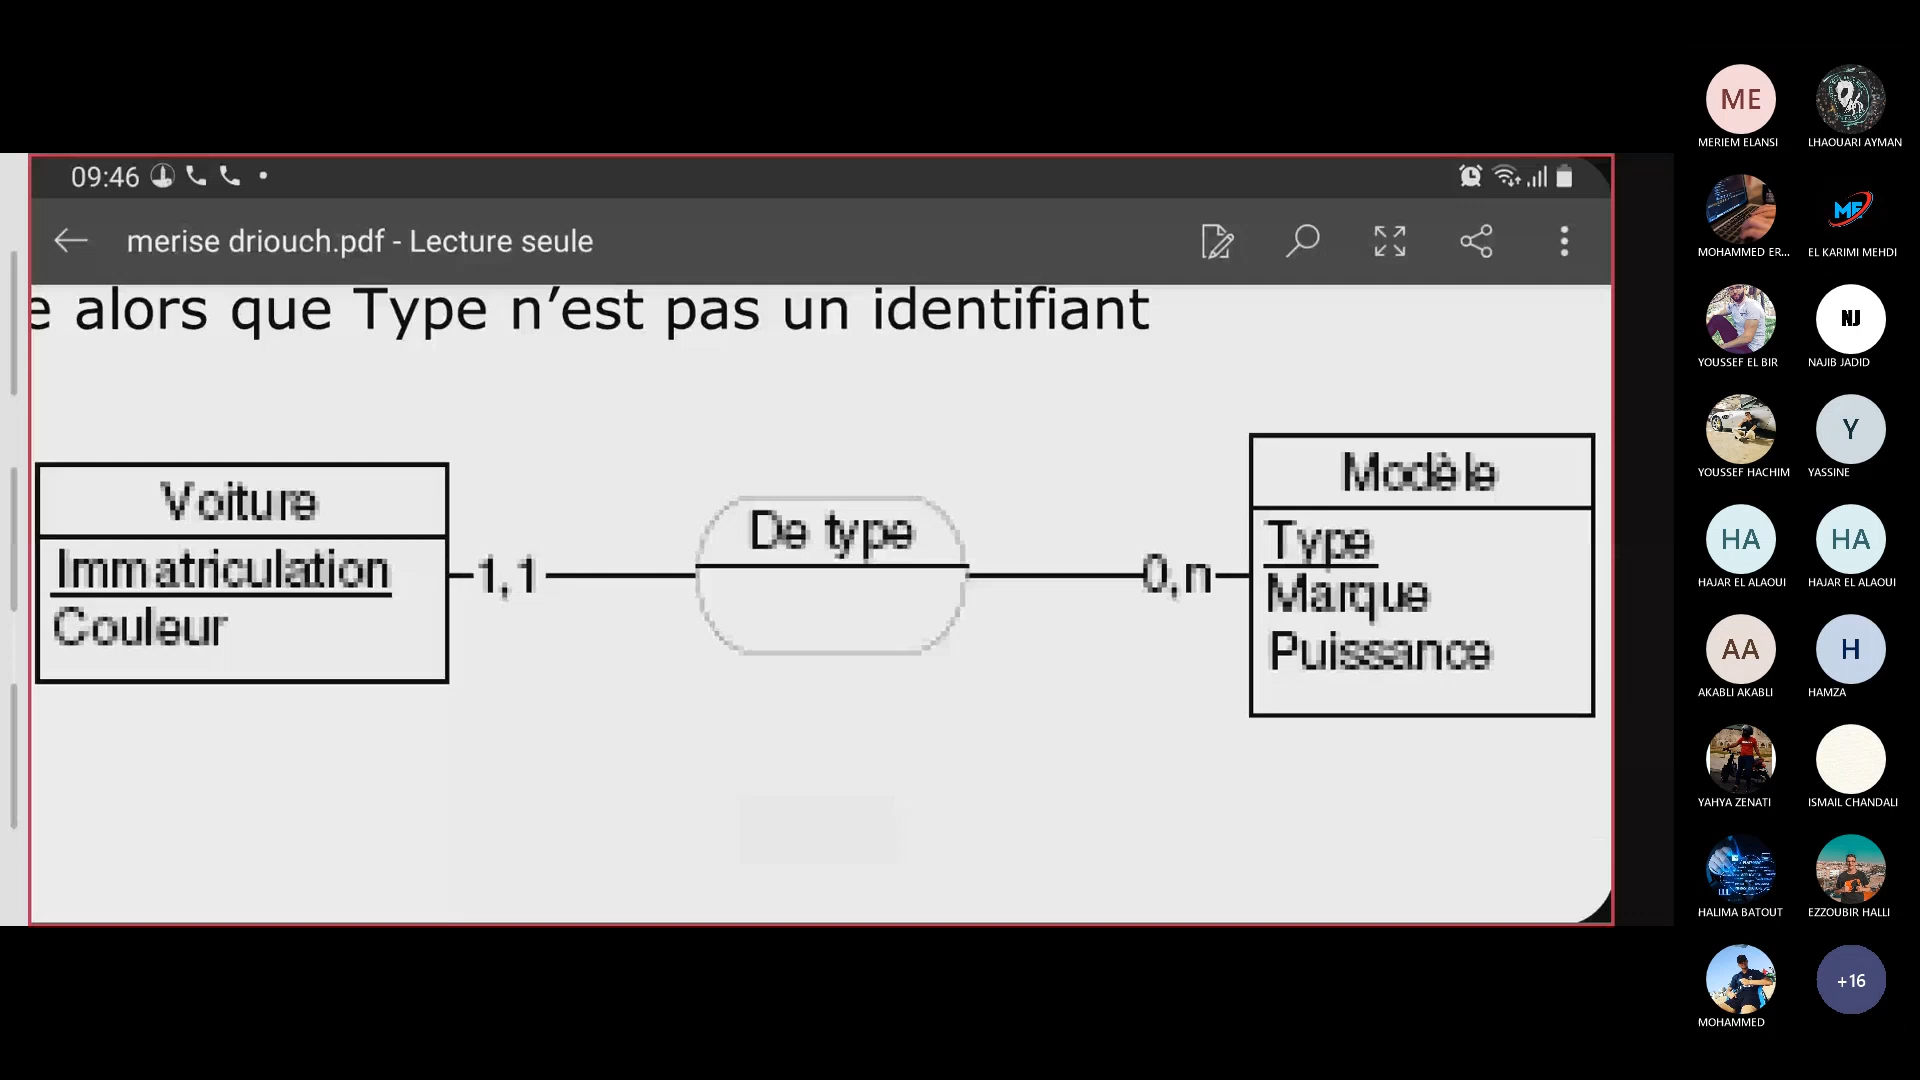 09:46
merise driouch.pdf - Lecture seule
e alors que Type n’est pas un identifiant
Voiture
Immatriculation
Couleur
1,1
De type
0,n
Modèle
Type
Marque
Puissance
ME
MERIEM ELANSI
LHAOUARI AYMAN
MOHAMMED ER...
ME
EL KARIMI MEHDI
YOUSSEF EL BIR
NJ
NAJIB JADID
YOUSSEF HACHIM
Y
YASSINE
HA
HAJAR EL ALAOUI
HA
HAJAR EL ALAOUI
AA
AKABLI AKABLI
H
HAMZA
YAHYA ZENATI
ISMAIL CHANDALI
HALIMA BATOUT
EZZOUBIR HALLI
MOHAMMED
+16